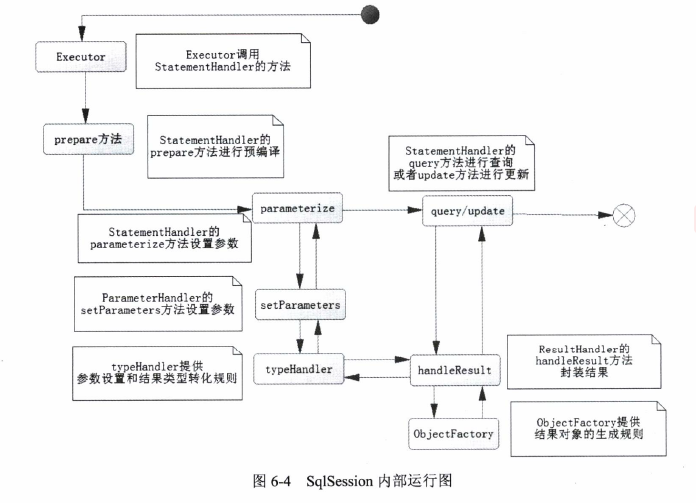 Executor
Executor调用
StatementHandler的方法
prepare方法
StatementHandler的
prepare方法进行预编译
StatementHandler的
query方法进行查询
或者update方法进行更新
parameterize
query/update
StatementHandler的
parameterize方法设置参数
ParameterHandler的
setParameters方法设置参数
setParameters
typeHandler提供
参数设置和结果类型转化规则
typeHandler
handleResult
ResultHandler的
handleResult方法
封装结果
ObjectFactory
ObjectFactory提供
结果对象的生成规则
图 6-4 SqlSession 内部运行图